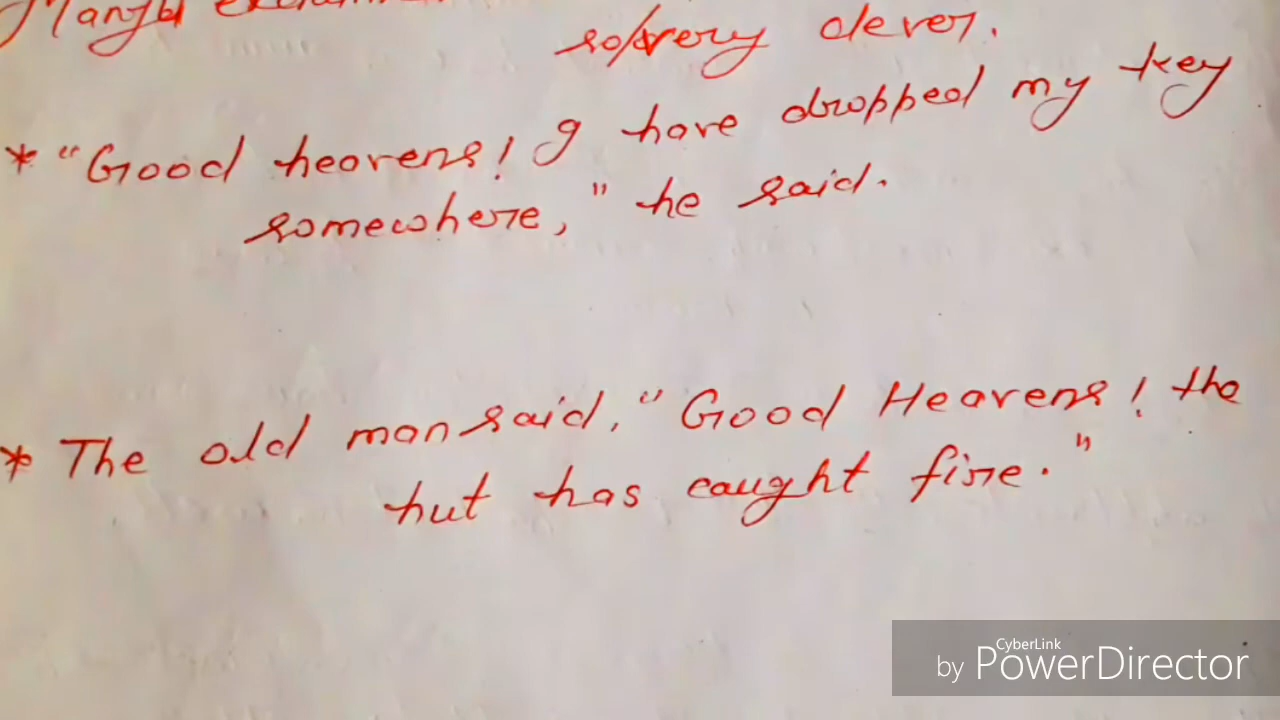 so/very clever.
* "Good heavens! I have dropped my key
somewhere," he said.
* The old man said, "Good Heavens! the
hut has caught fire."
CyberLink
by PowerDirector